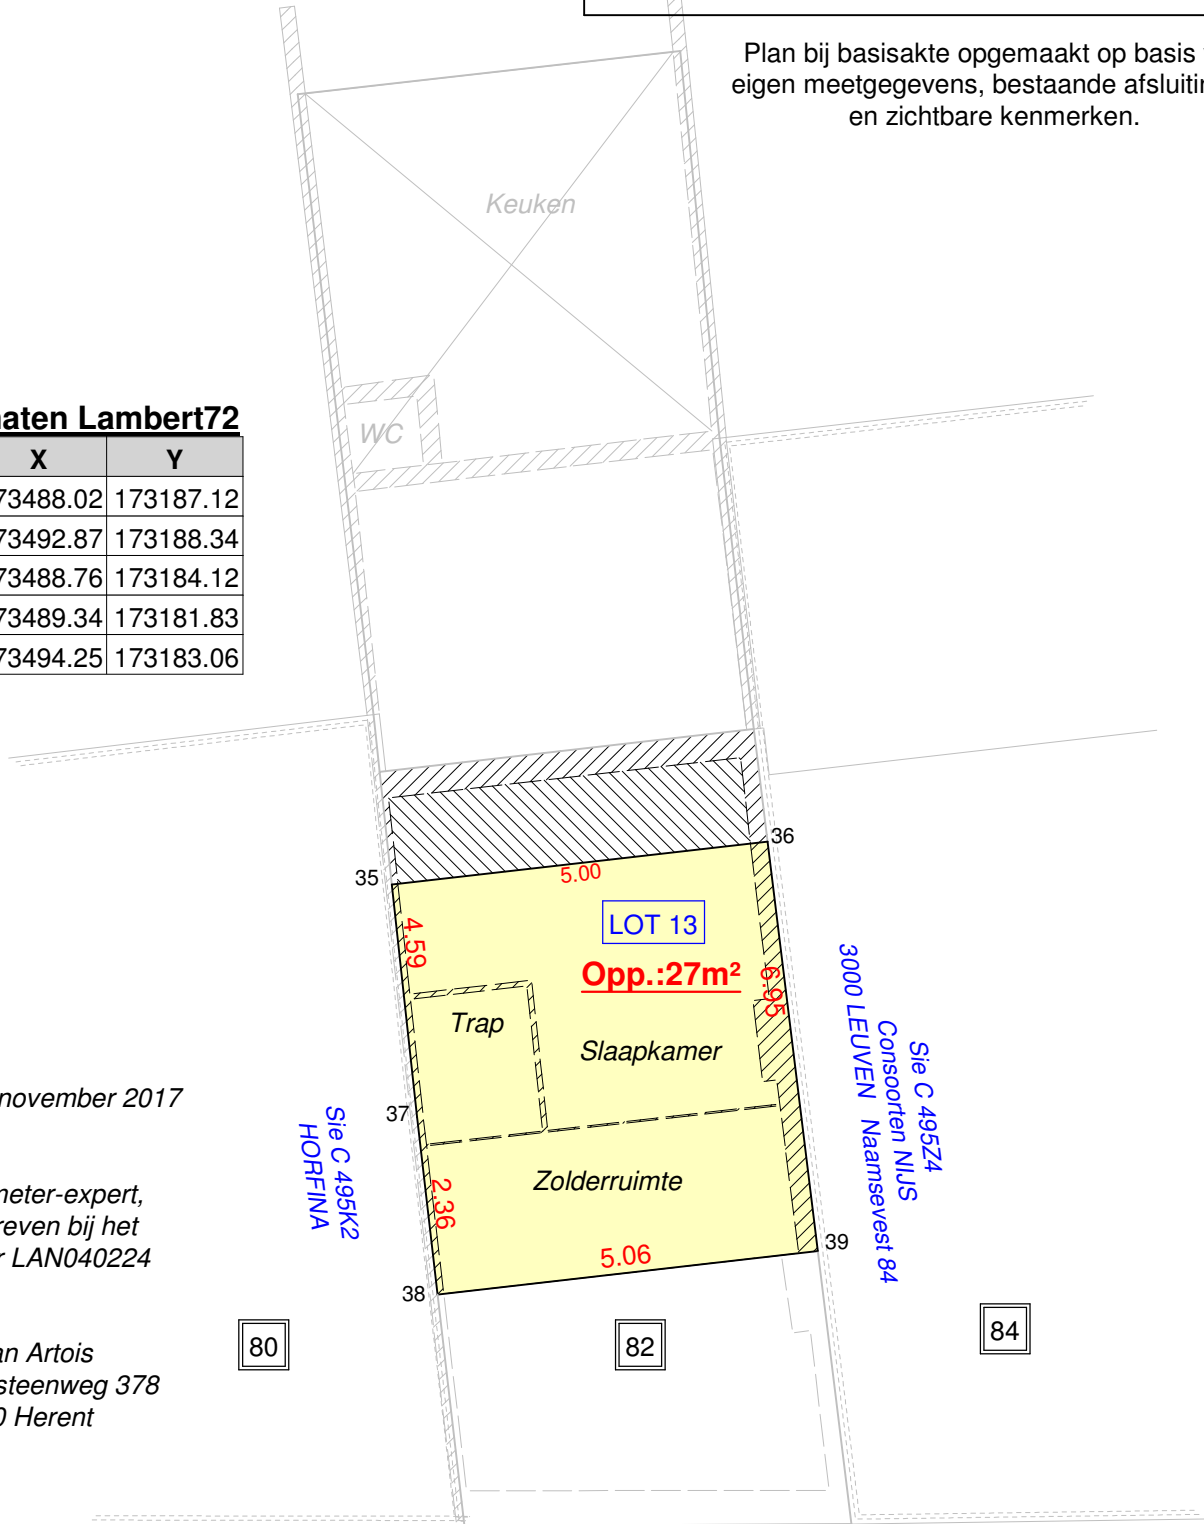 Plan bij basisakte opgemaakt op basis
eigen meetgegevens, bestaande afsluitin
en zichtbare kenmerken.
Keuken
WC
naten Lambert72
X Y
73488.02 173187.12
73492.87 173188.34
73488.76 173184.12
73489.34 173181.83
73494.25 173183.06
36
35
5.00
LOT 13
4.59
Opp.:27m²
6.95
Trap
Slaapkamer
37
Zolderruimte
2.36
5.06
39
38
Sie C 495K2
HORFINA
Sie C 495Z4
Consoorten NIJS
3000 LEUVEN Naamsevest 84
80
82
84
november 2017
meter-expert,
reven bij het
r LAN040224
an Artois
steenweg 378
0 Herent